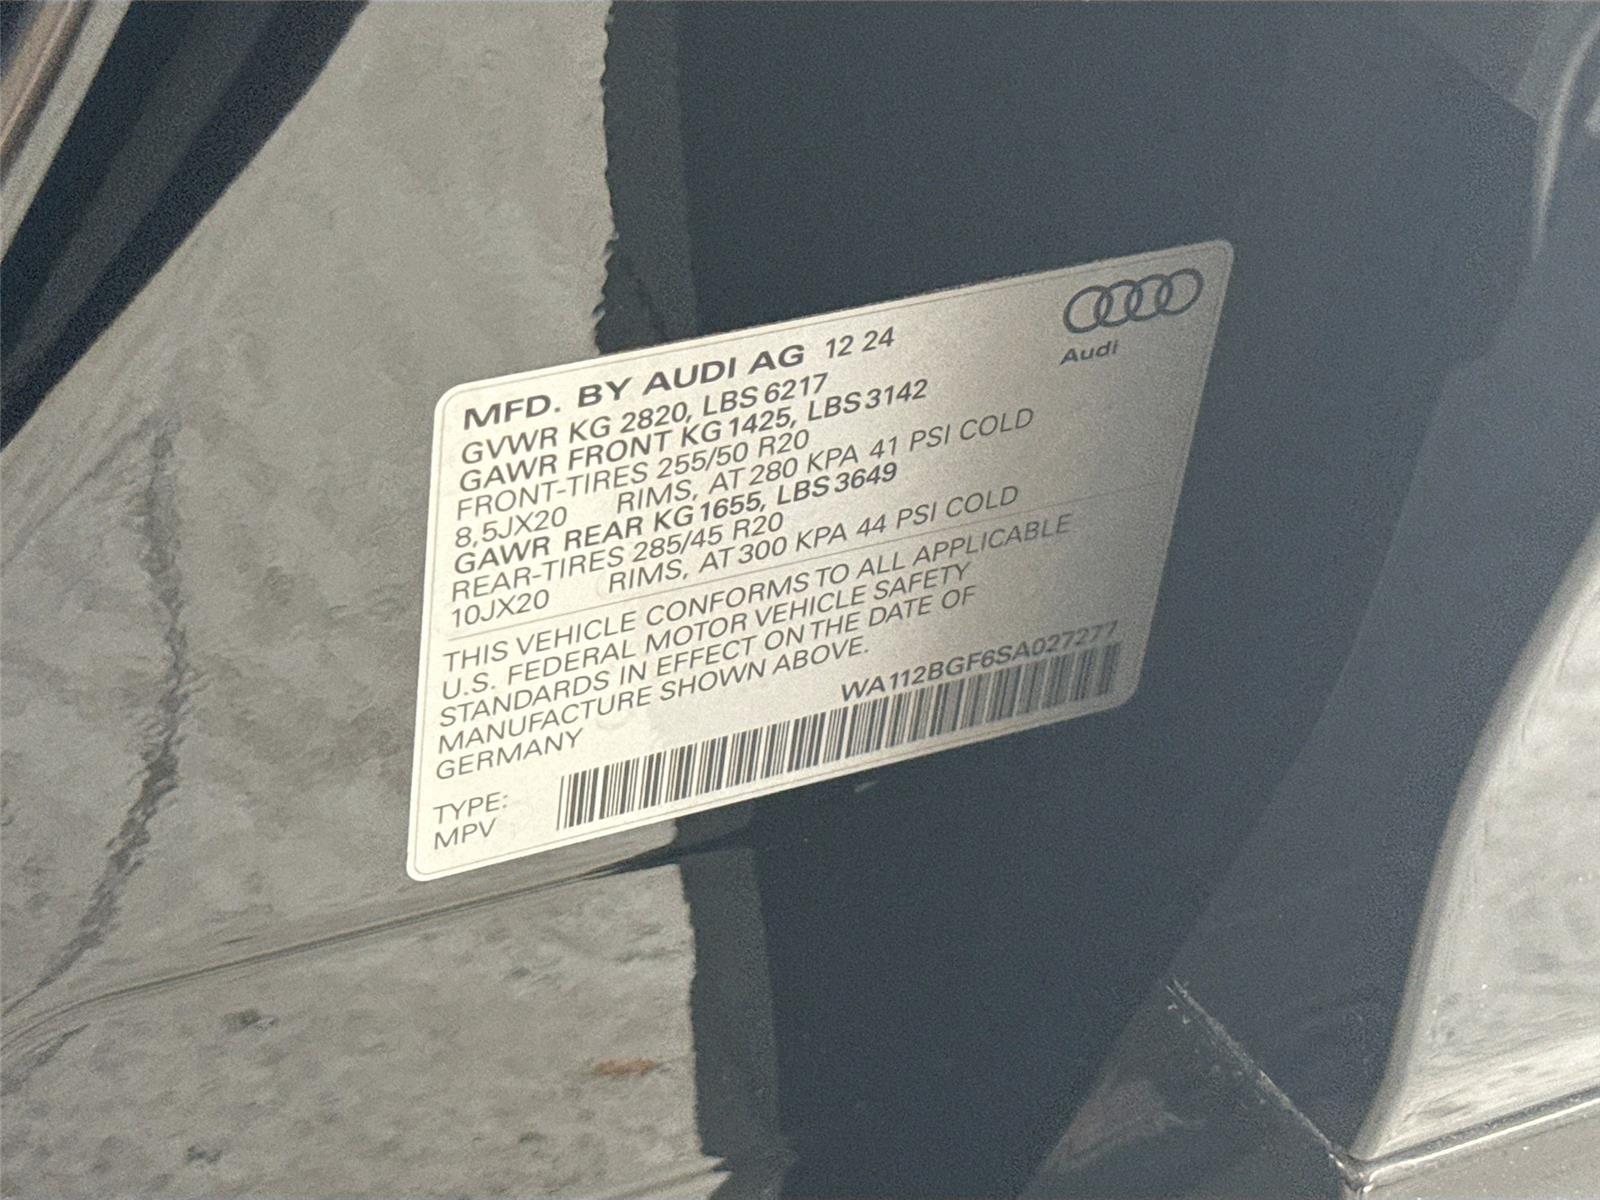 Audi
MFD. BY AUDI AG 12 24
GVWR KG 2820, LBS 6217
GAWR FRONT KG 1425, LBS 3142
FRONT-TIRES 255/50 R20
8,5JX20 RIMS, AT 280 KPA 41 PSI COLD
GAWR REAR KG 1655, LBS 3649
REAR-TIRES 285/45 R20
10JX20 RIMS, AT 300 KPA 44 PSI COLD
THIS VEHICLE CONFORMS TO ALL APPLICABLE
U.S. FEDERAL MOTOR VEHICLE SAFETY
STANDARDS IN EFFECT ON THE DATE OF
MANUFACTURE SHOWN ABOVE.
GERMANY
WA112BGF6SA027277
TYPE:
MPV